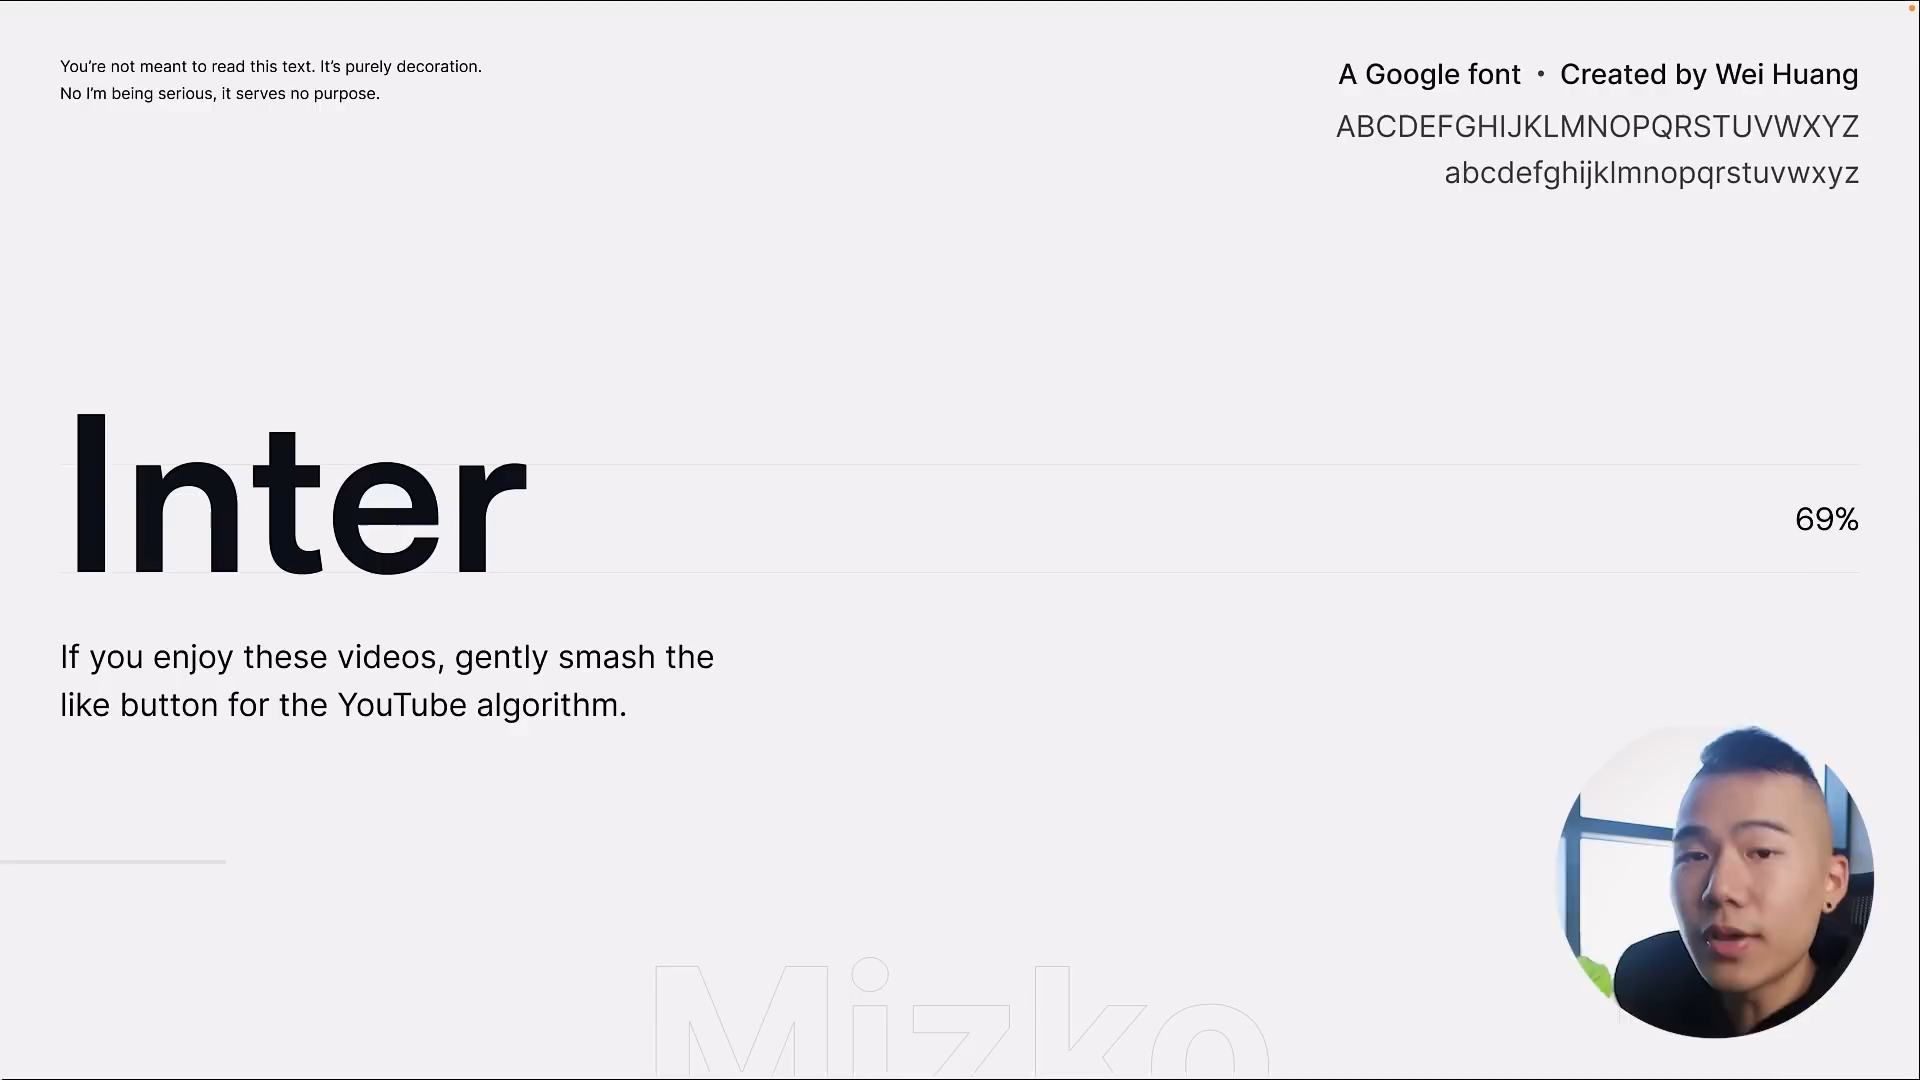 You’re not meant to read this text. It’s purely decoration.
No I’m being serious, it serves no purpose.
A Google font • Created by Wei Huang
ABCDEFGHIJKLMNOPQRSTUVWXYZ
abcdefghijklmnopqrstuvwxyz
Inter
69%
If you enjoy these videos, gently smash the
like button for the YouTube algorithm.
Mizko